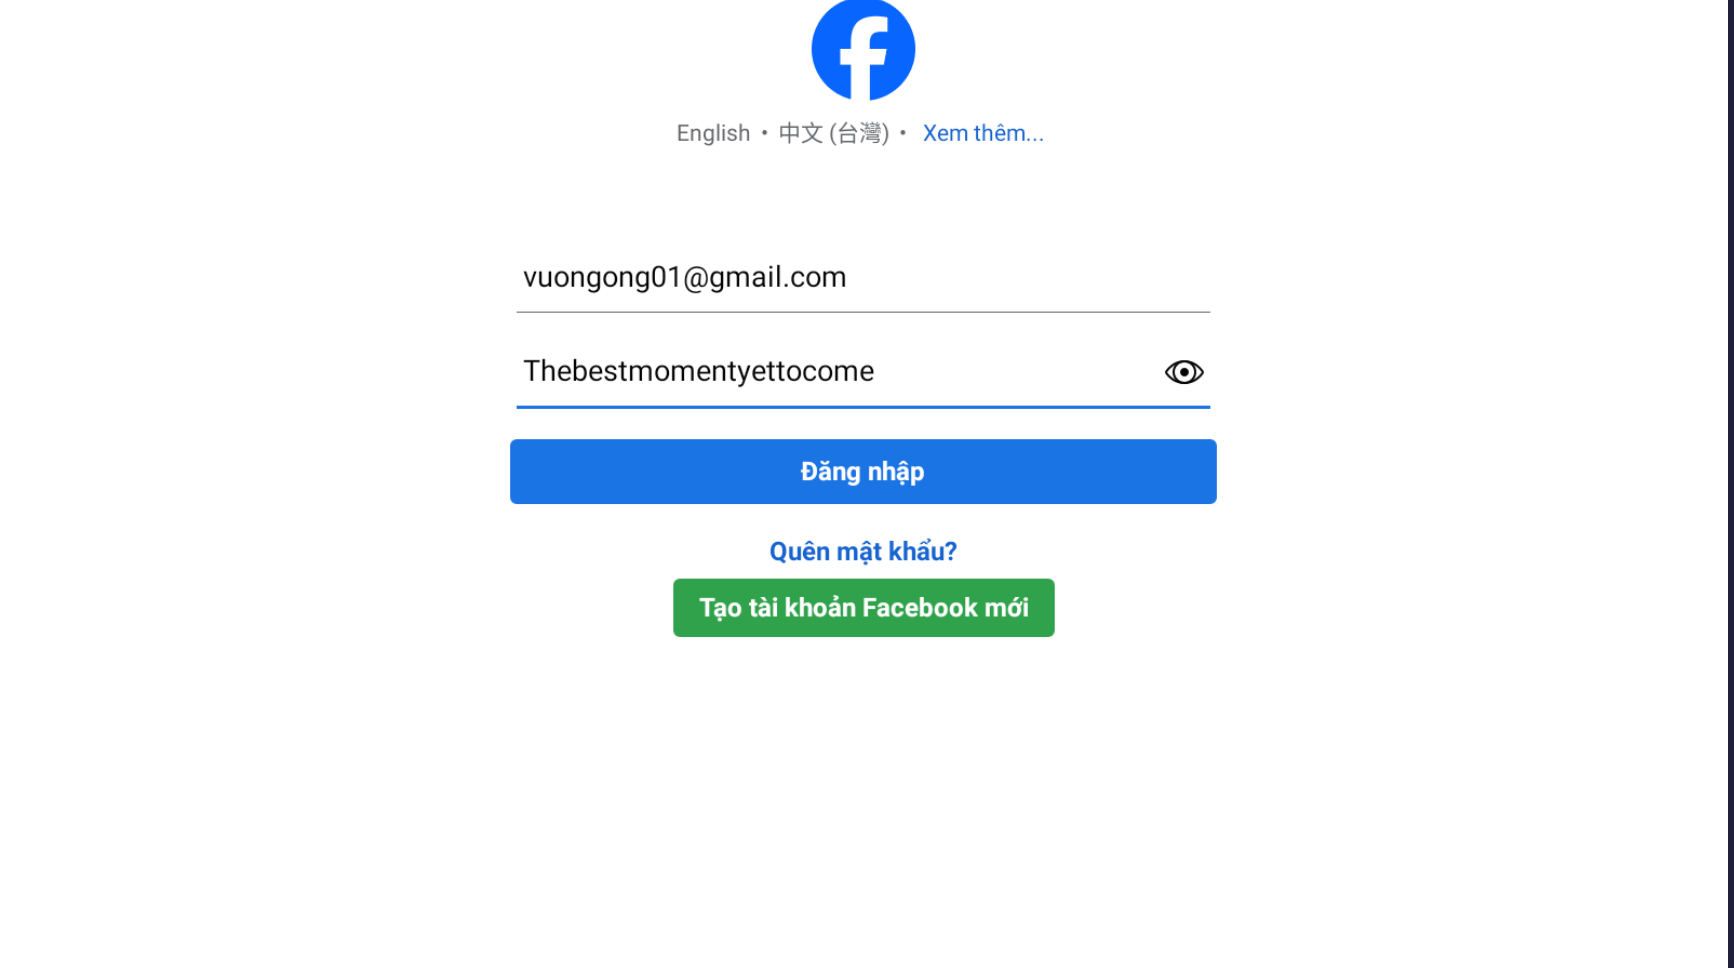 English • 中文 (台灣) • Xem thêm...
vuongong01@gmail.com
Thebestmomentyettocome
Đăng nhập
Quên mật khẩu?
Tạo tài khoản Facebook mới